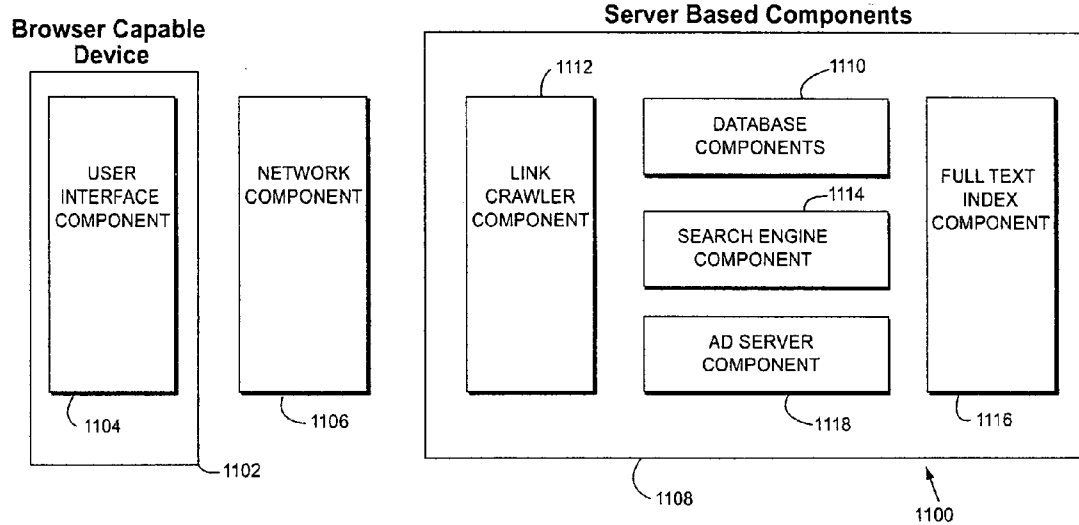 Browser Capable
Device
Server Based Components
1112
1110
USER
INTERFACE
COMPONENT
NETWORK
COMPONENT
LINK
CRAWLER
COMPONENT
DATABASE
COMPONENTS
1114
SEARCH ENGINE
COMPONENT
AD SERVER
COMPONENT
FULL TEXT
INDEX
COMPONENT
1104
1106
1118
1116
1102
1108
1100